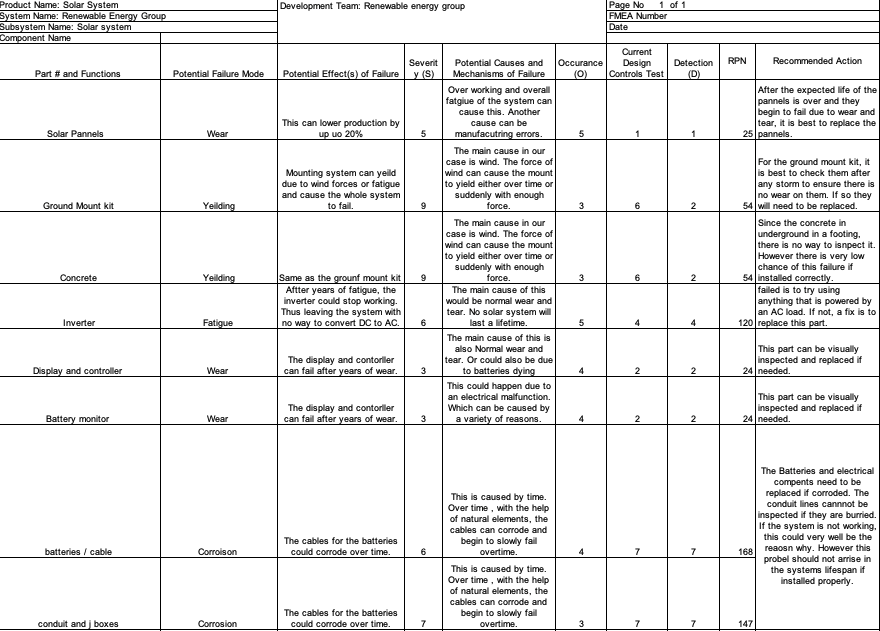 Product Name: Solar System
Development Team: Renewable energy group
Page No 1 of 1
System Name: Renewable Energy Group
FMEA Number
Subsystem Name: Solar system
Date
Component Name
Part # and Functions
Potential Failure Mode
Potential Effect(s) of Failure
Severit
y (S)
Potential Causes and
Mechanisms of Failure
Occurance
(O)
Current
Design
Controls Test
Detection
(D)
RPN
Recommended Action
Solar Pannels
Wear
This can lower production by
up uo 20%
5
Over working and overall
fatgiue of the system can
cause this. Another
cause can be
manufacutring errors.
5
1
1
25
After the expected life of the
pannels is over and they
begin to fail due to wear and
tear, it is best to replace the
pannels.
Ground Mount kit
Yeilding
Mounting system can yeild
due to wind forces or fatigue
and cause the whole system
to fail.
9
The main cause in our
case is wind. The force of
wind can cause the mount
to yield either over time or
suddenly with enough
force.
3
6
2
54
For the ground mount kit, it
is best to check them after
any storm to ensure there is
no wear on them. If so they
will need to be replaced.
Concrete
Yeilding
Same as the grounf mount kit
9
The main cause in our
case is wind. The force of
wind can cause the mount
to yield either over time or
suddenly with enough
force.
3
6
2
54
Since the concrete in
underground in a footing,
there is no way to isnpect it.
However there is very low
chance of this failure if
installed correctly.
Inverter
Fatigue
Aftter years of fatigue, the
inverter could stop working.
Thus leaving the system with
no way to convert DC to AC.
6
The main cause of this
would be normal wear and
tear. No solar system will
last a lifetime.
5
4
4
120
failed is to try using
anything that is powered by
an AC load. If not, a fix is to
replace this part.
Display and controller
Wear
The display and contorller
can fail after years of wear.
3
The main cause of this is
also Normal wear and
tear. Or could also be due
to batteries dying
4
2
2
24
This part can be visually
inspected and replaced if
needed.
Battery monitor
Wear
The display and contorller
can fail after years of wear.
3
This could happen due to
an electrical malfunction.
Which can be caused by
a variety of reasons.
4
2
2
24
This part can be visually
inspected and replaced if
needed.
batteries / cable
Corroison
The cables for the batteries
could corrode over time.
6
This is caused by time.
Over time , with the help
of natural elements, the
cables can corrode and
begin to slowly fail
overtime.
4
7
7
168
The Batteries and electrical
compents need to be
replaced if corroded. The
conduit lines cannnot be
inspected if they are burried.
If the system is not working,
this could very well be the
reaosn why. However this
probel should not arrise in
the systems lifespan if
installed properly.
conduit and j boxes
Corrosion
The cables for the batteries
could corrode over time.
7
This is caused by time.
Over time , with the help
of natural elements, the
cables can corrode and
begin to slowly fail
overtime.
3
7
7
147